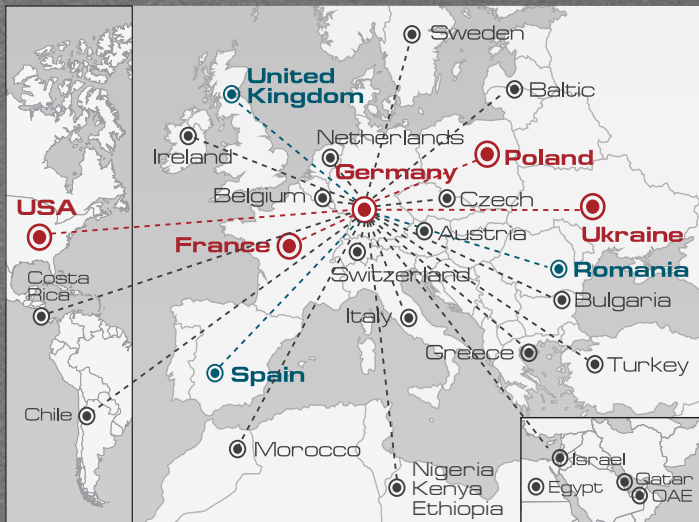 Sweden
United
Kingdom
Baltic
Netherlands
Ireland
Germany
Poland
Belgium
Czech
USA
Ukraine
Austria
France
Switzerland
Romania
Costa
Rica
Bulgaria
Italy
Greece
Turkey
Spain
Chile
Morocco
Israel
Nigeria
Kenya
Ethiopia
Egypt
Qatar
OAE